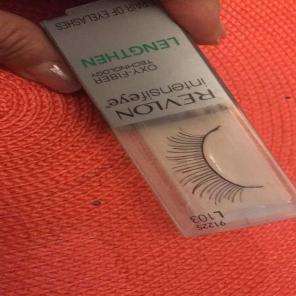 PAIR OF EYELASHES
LENGTHEN
OXY-FIBER
TECHNOLOGY
REVLON
intensifeye
91225
L103